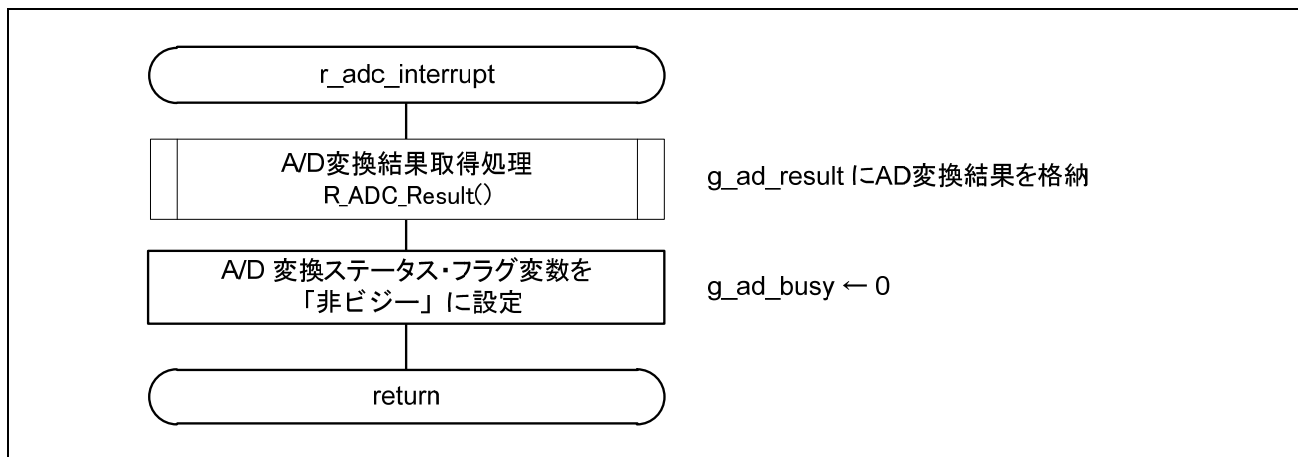 r_adc_interrupt
A/D変換結果取得処理
R_ADC_Result()
g_ad_result にAD変換結果を格納
A/D 変換ステータス・フラグ変数を
「非ビジー」に設定
g_ad_busy ← 0
return